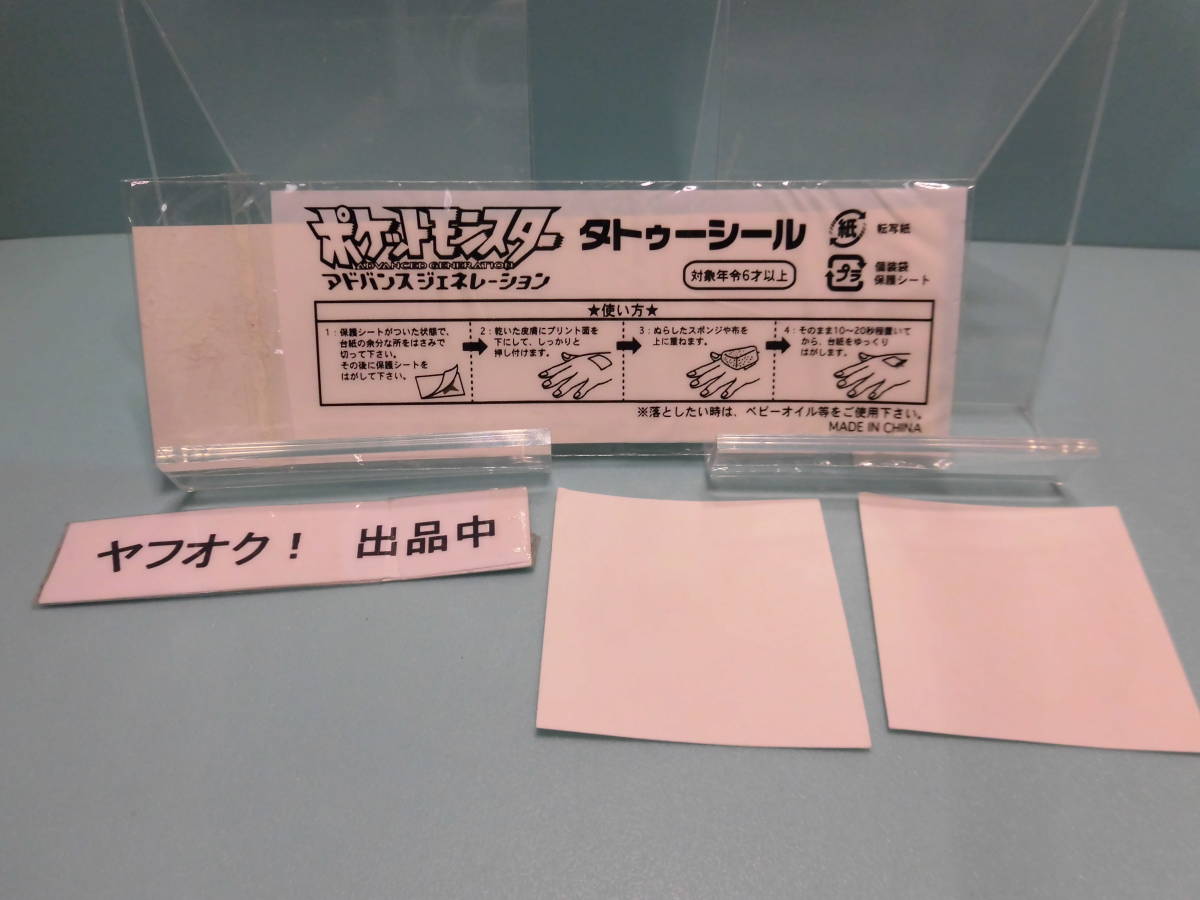 ポケットモンスター
ADVANCED GENERATION
アドバンスジェネレーション
タトゥーシール
対象年令6才以上
紙
転写紙
プラ
個装袋
保護シート
★使い方★
1：保護シートがついた状態で、
台紙の余分な所をはさみで
切って下さい。
その後に保護シートを
はがして下さい。
2：乾いた皮膚にプリント面を
下にして、しっかりと
押し付けます。
3：ぬらしたスポンジや布を
上に重ねます。
4：そのまま10〜20秒程置いて
から、台紙をゆっくり
はがします。
※落としたい時は、ベビーオイル等をご使用下さい。
MADE IN CHINA
ヤフオク！ 出品中